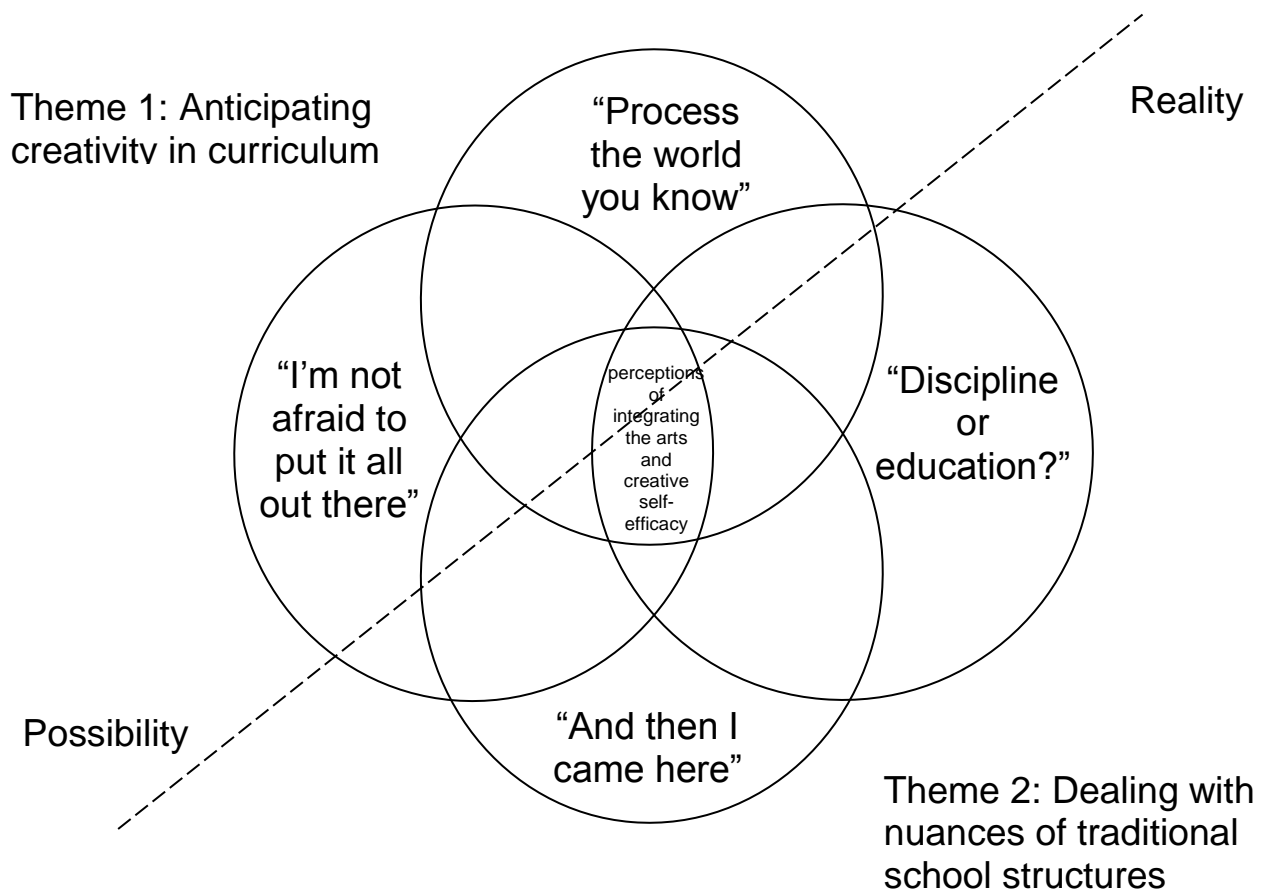 Theme 1: Anticipating
creativity in curriculum
“Process
the world
you know”
Reality
“I’m not
afraid to
put it all
out there”
perceptions
of
integrating
the arts
and
creative
self-
efficacy
“Discipline
or
education?”
Possibility
“And then I
came here”
Theme 2: Dealing with
nuances of traditional
school structures